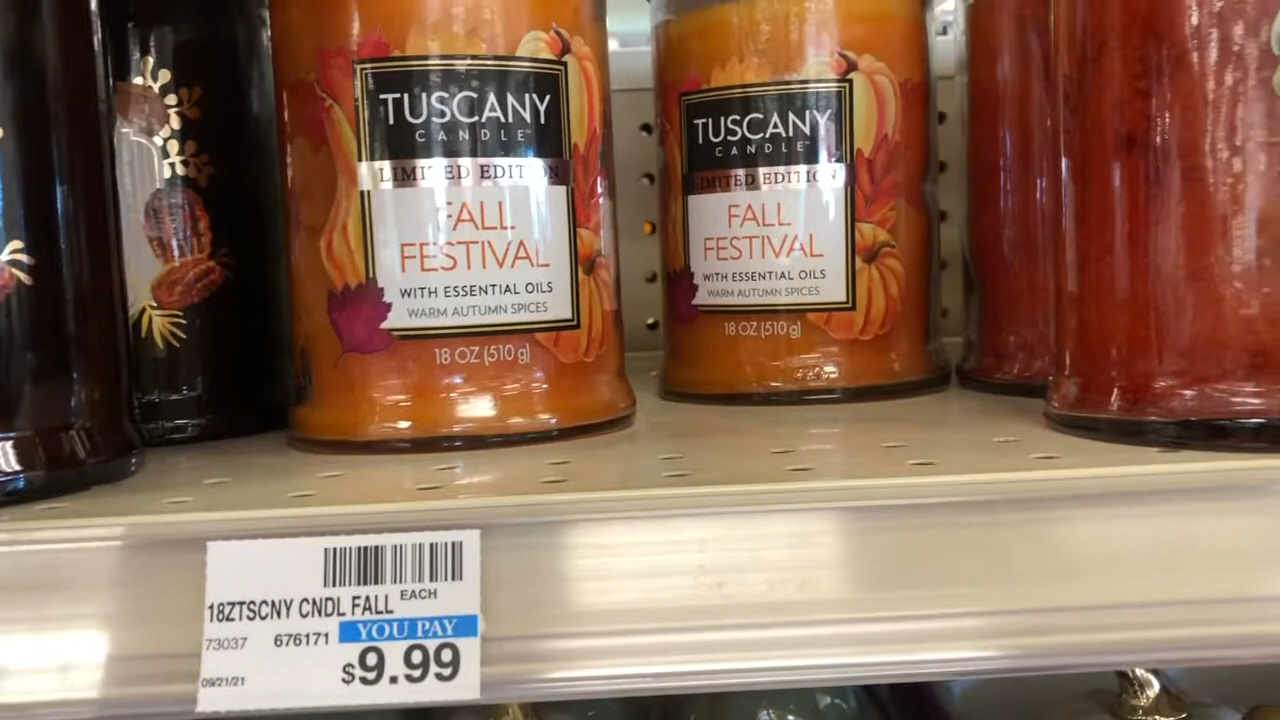 TUSCANY
CANDLE™
LIMITED EDITION
FALL
FESTIVAL
WITH ESSENTIAL OILS
WARM AUTUMN SPICES
18 OZ (510 g)
TUSCANY
CANDLE™
LIMITED EDITION
FALL
FESTIVAL
WITH ESSENTIAL OILS
WARM AUTUMN SPICES
18 OZ (510 g)
18ZTSCNY CNDL FALL EACH
73037 676171 YOU PAY
09/21/21 $9.99